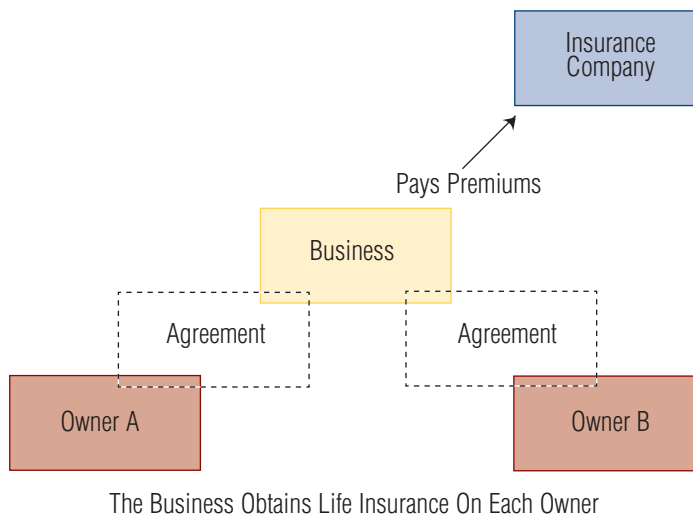 Insurance
Company
Pays Premiums
Business
Agreement
Agreement
Owner A
Owner B
The Business Obtains Life Insurance On Each Owner